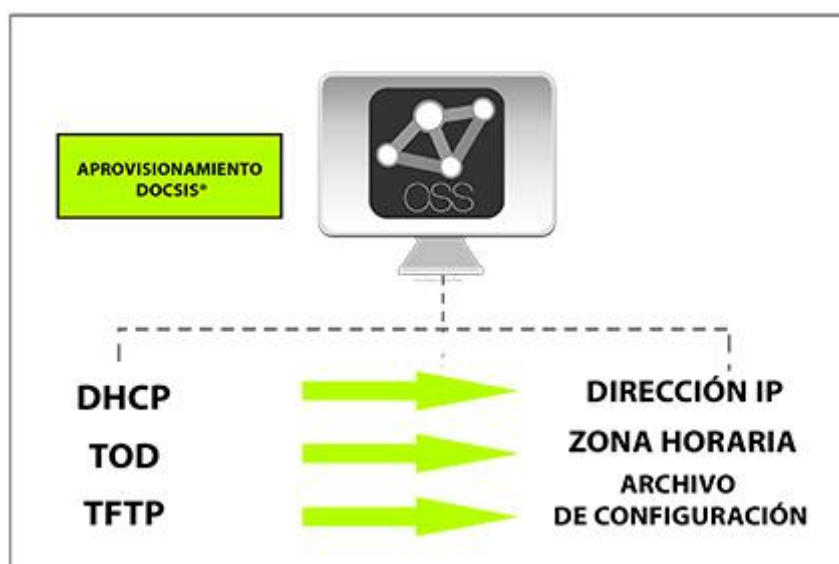 APROVISIONAMIENTO
DOCSIS®
OSS
DHCP
DIRECCIÓN IP
TOD
ZONA HORARIA
TFTP
ARCHIVO
DE CONFIGURACIÓN